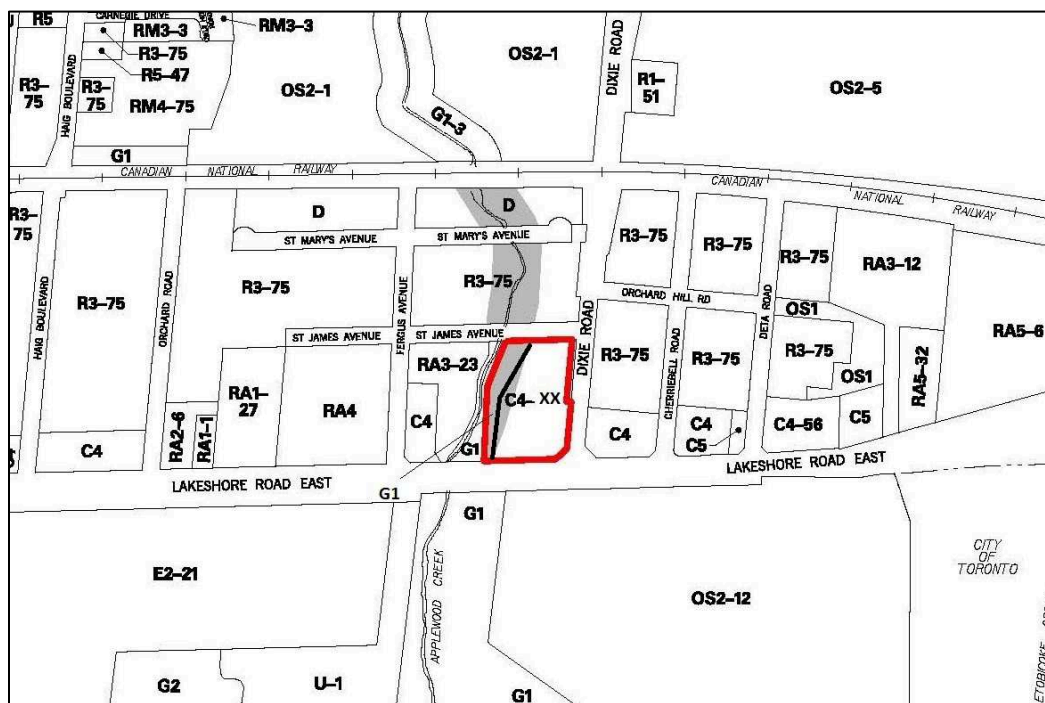 R5
CARNEGIE DRIVE
RM3–3
RM3–3
R3–75
R5–47
R3–
75
HAIG BOULEVARD
R3–
75
RM4–75
G1
OS2–1
G1–3
OS2–1
DIXIE ROAD
R1–
51
OS2–5
CANADIAN
NATIONAL
RAILWAY
CANADIAN
NATIONAL
RAILWAY
R3–
75
HAIG BOULEVARD
R3–75
ORCHARD ROAD
D
D
ST MARY'S AVENUE
ST MARY'S AVENUE
R3–75
FERGUS AVENUE
R3–75
ST JAMES AVENUE
ST JAMES AVENUE
DIXIE ROAD
R3–75
R3–75
R3–75
RA3–12
ORCHARD HILL RD
DETA ROAD
OS1
R3–75
CHERRIEBELL ROAD
R3–75
R3–75
OS1
RA5–32
RA5–6
RA3–23
RA1–
27
RA4
C4
C4– XX
G1
C4
RA2–6
RA1–1
C4
C4
C5
C4–56
C5
LAKESHORE ROAD EAST
LAKESHORE ROAD EAST
G1
G1
E2–21
APPLEWOOD CREEK
OS2–12
CITY
OF
TORONTO
G2
U–1
G1